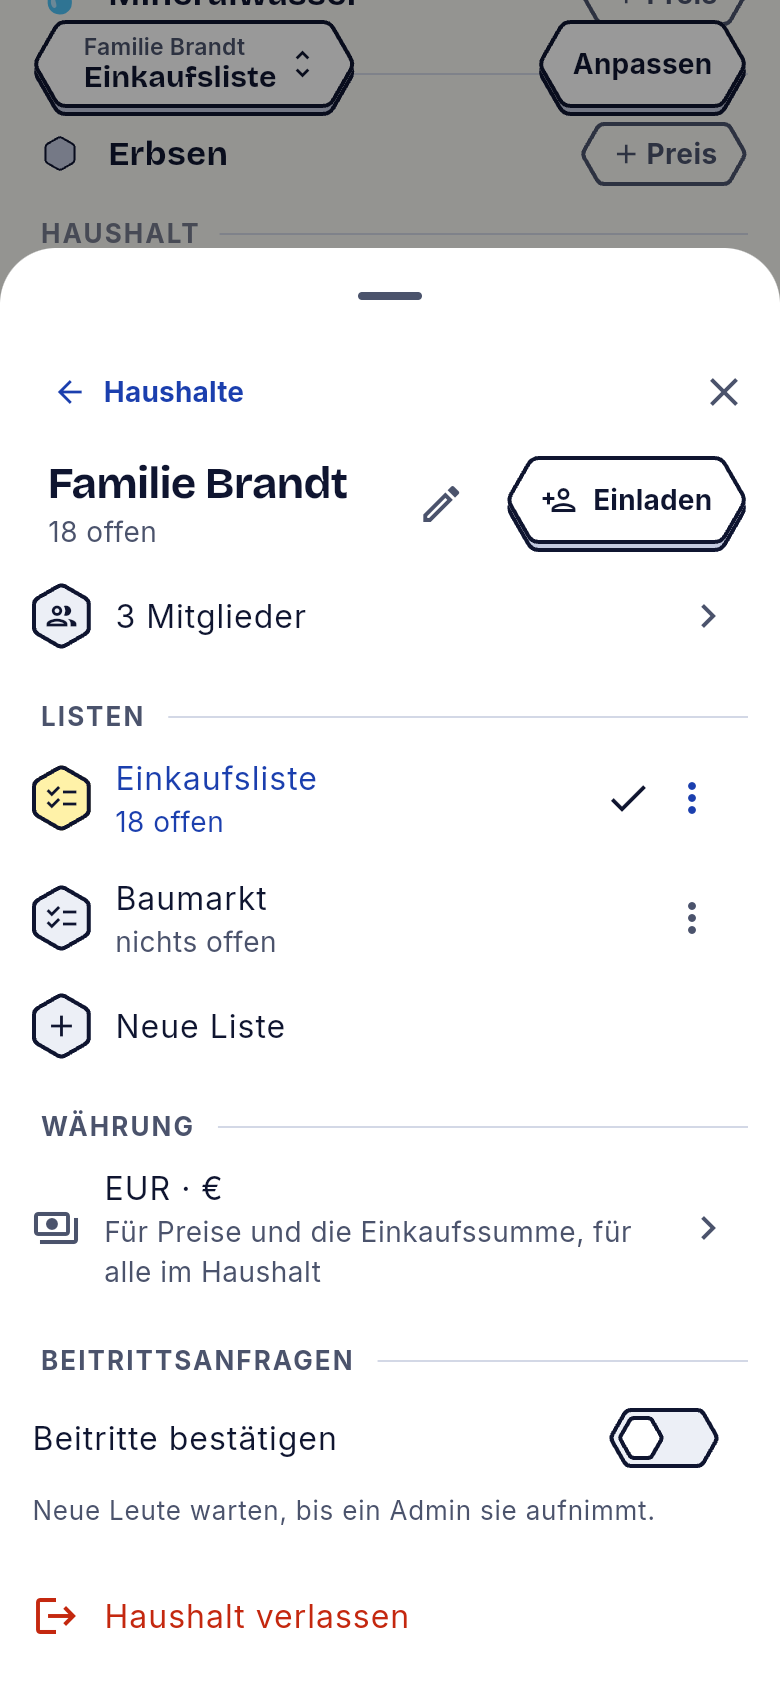 Mineralwasser
+ Preis
Familie Brandt
Einkaufsliste
Anpassen
Erbsen
+ Preis
HAUSHALT
Haushalte
Familie Brandt
18 offen
Einladen
3 Mitglieder
LISTEN
Einkaufsliste
18 offen
Baumarkt
nichts offen
Neue Liste
WÄHRUNG
EUR · €
Für Preise und die Einkaufssumme, für
alle im Haushalt
BEITRITTSANFRAGEN
Beitritte bestätigen
Neue Leute warten, bis ein Admin sie aufnimmt.
Haushalt verlassen